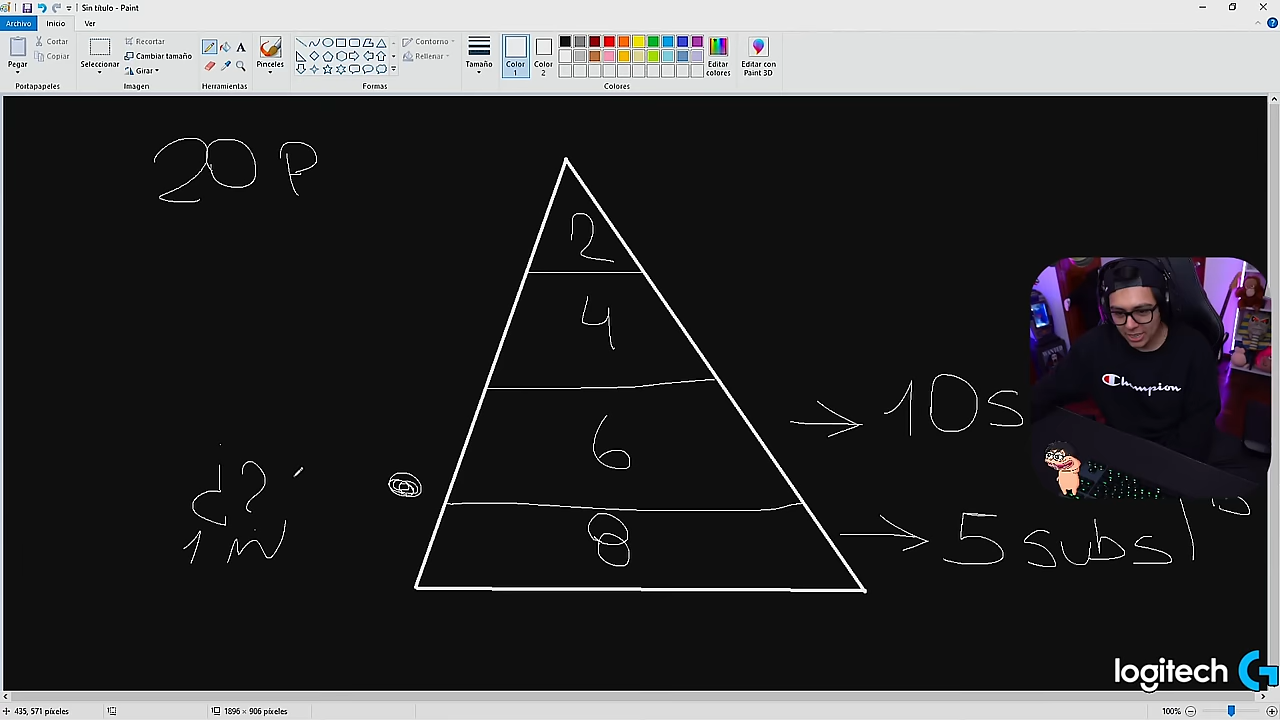 Sin título - Paint
Archivo Inicio Ver
Pegar
Cortar
Copiar
Portapapeles
Seleccionar
Recortar
Cambiar tamaño
Girar
Imagen
Herramientas
Pinceles
Contorno
Rellenar
Formas
Tamaño
Color 1
Color 2
Editar colores
Editar con Paint 3D
Colores
20 P
2
4
6
8
10s
5 subs
Champion
logitech G
435, 571 píxeles
1896 × 906 píxeles
100%